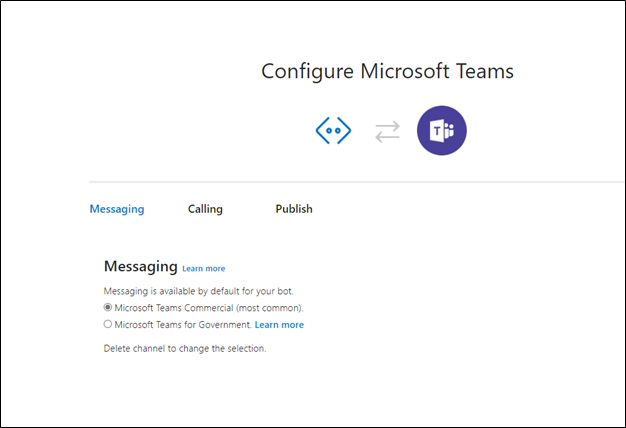 Configure Microsoft Teams
T
Messaging Calling Publish
Messaging Learn more
Messaging is available by default for your bot.
Microsoft Teams Commercial (most common).
Microsoft Teams for Government. Learn more
Delete channel to change the selection.